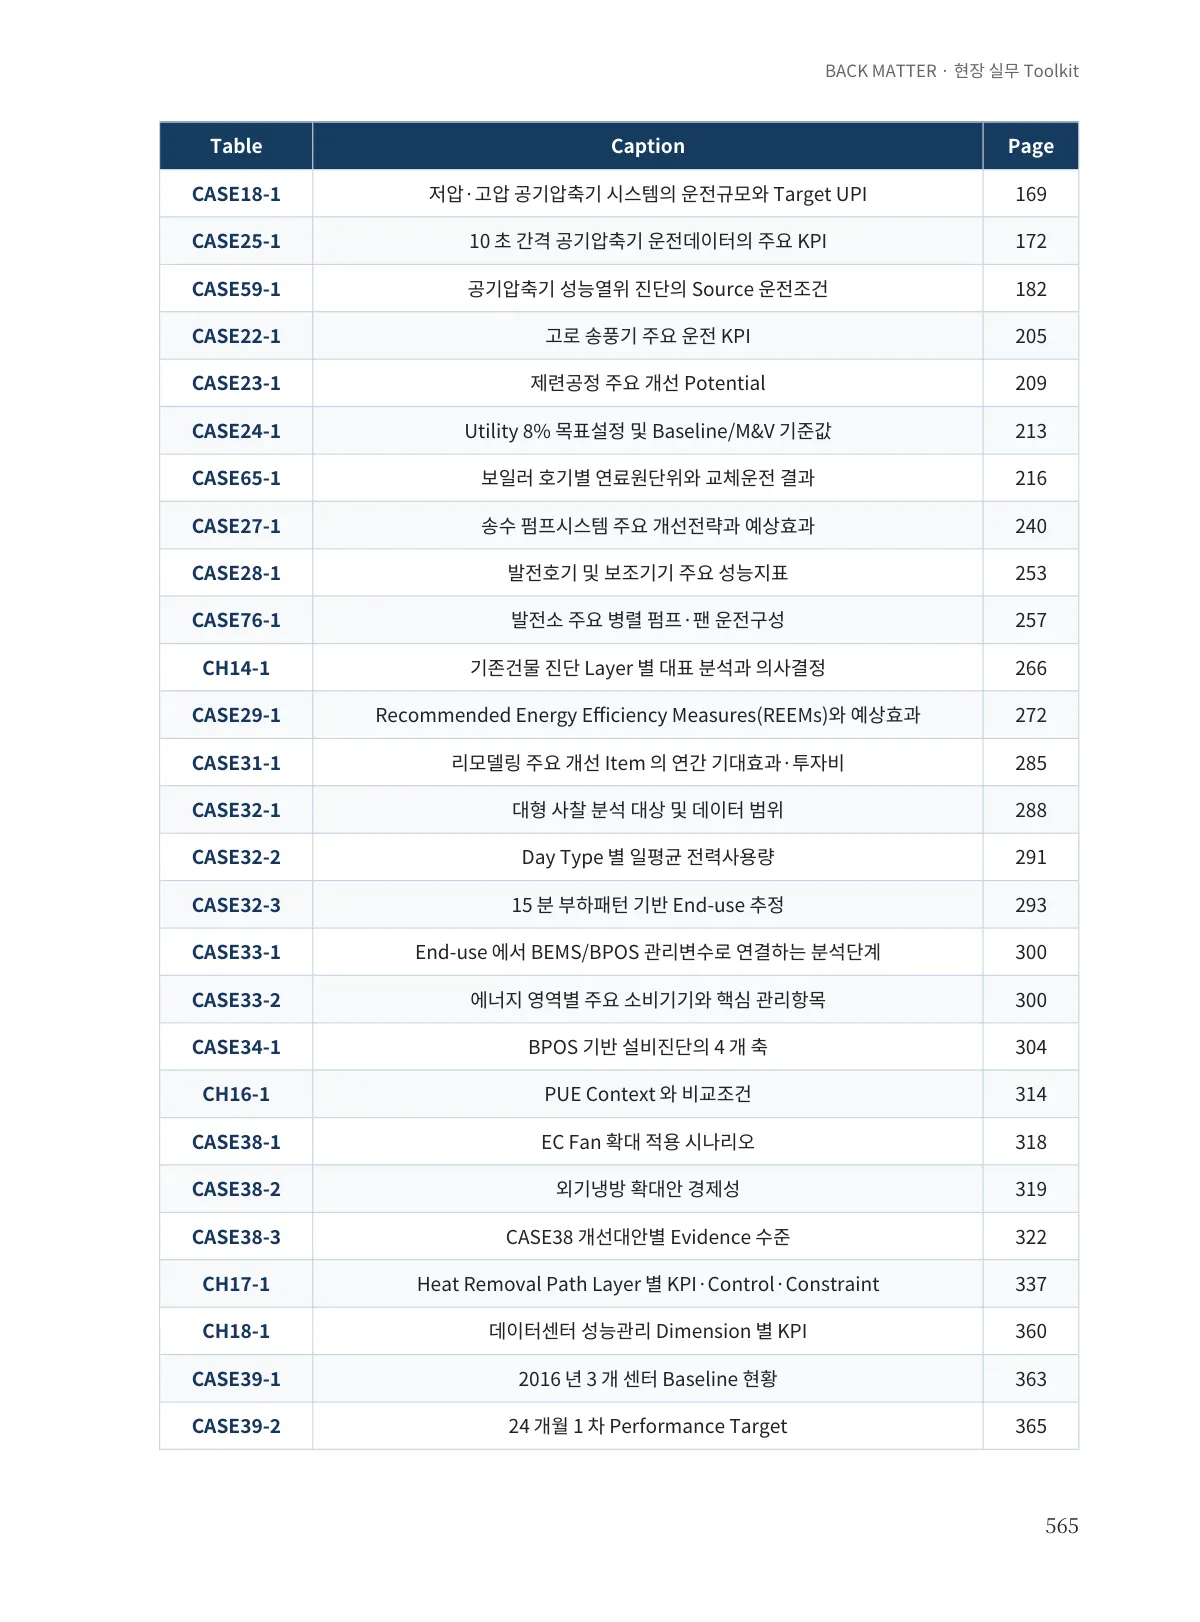 BACK MATTER · 현장 실무 Toolkit
Table Caption Page
CASE18-1 저압·고압 공기압축기 시스템의 운전규모와 Target UPI 169
CASE25-1 10 초 간격 공기압축기 운전데이터의 주요 KPI 172
CASE59-1 공기압축기 성능열위 진단의 Source 운전조건 182
CASE22-1 고로 송풍기 주요 운전 KPI 205
CASE23-1 제련공정 주요 개선 Potential 209
CASE24-1 Utility 8% 목표설정 및 Baseline/M&V 기준값 213
CASE65-1 보일러 호기별 연료원단위와 교체운전 결과 216
CASE27-1 송수 펌프시스템 주요 개선전략과 예상효과 240
CASE28-1 발전호기 및 보조기기 주요 성능지표 253
CASE76-1 발전소 주요 병렬 펌프·팬 운전구성 257
CH14-1 기존건물 진단 Layer 별 대표 분석과 의사결정 266
CASE29-1 Recommended Energy Efficiency Measures(REEMs)와 예상효과 272
CASE31-1 리모델링 주요 개선 Item 의 연간 기대효과·투자비 285
CASE32-1 대형 사찰 분석 대상 및 데이터 범위 288
CASE32-2 Day Type 별 일평균 전력사용량 291
CASE32-3 15 분 부하패턴 기반 End-use 추정 293
CASE33-1 End-use 에서 BEMS/BPOS 관리변수로 연결하는 분석단계 300
CASE33-2 에너지 영역별 주요 소비기기와 핵심 관리항목 300
CASE34-1 BPOS 기반 설비진단의 4 개 축 304
CH16-1 PUE Context 와 비교조건 314
CASE38-1 EC Fan 확대 적용 시나리오 318
CASE38-2 외기냉방 확대안 경제성 319
CASE38-3 CASE38 개선대안별 Evidence 수준 322
CH17-1 Heat Removal Path Layer 별 KPI·Control·Constraint 337
CH18-1 데이터센터 성능관리 Dimension 별 KPI 360
CASE39-1 2016 년 3 개 센터 Baseline 현황 363
CASE39-2 24 개월 1 차 Performance Target 365
565